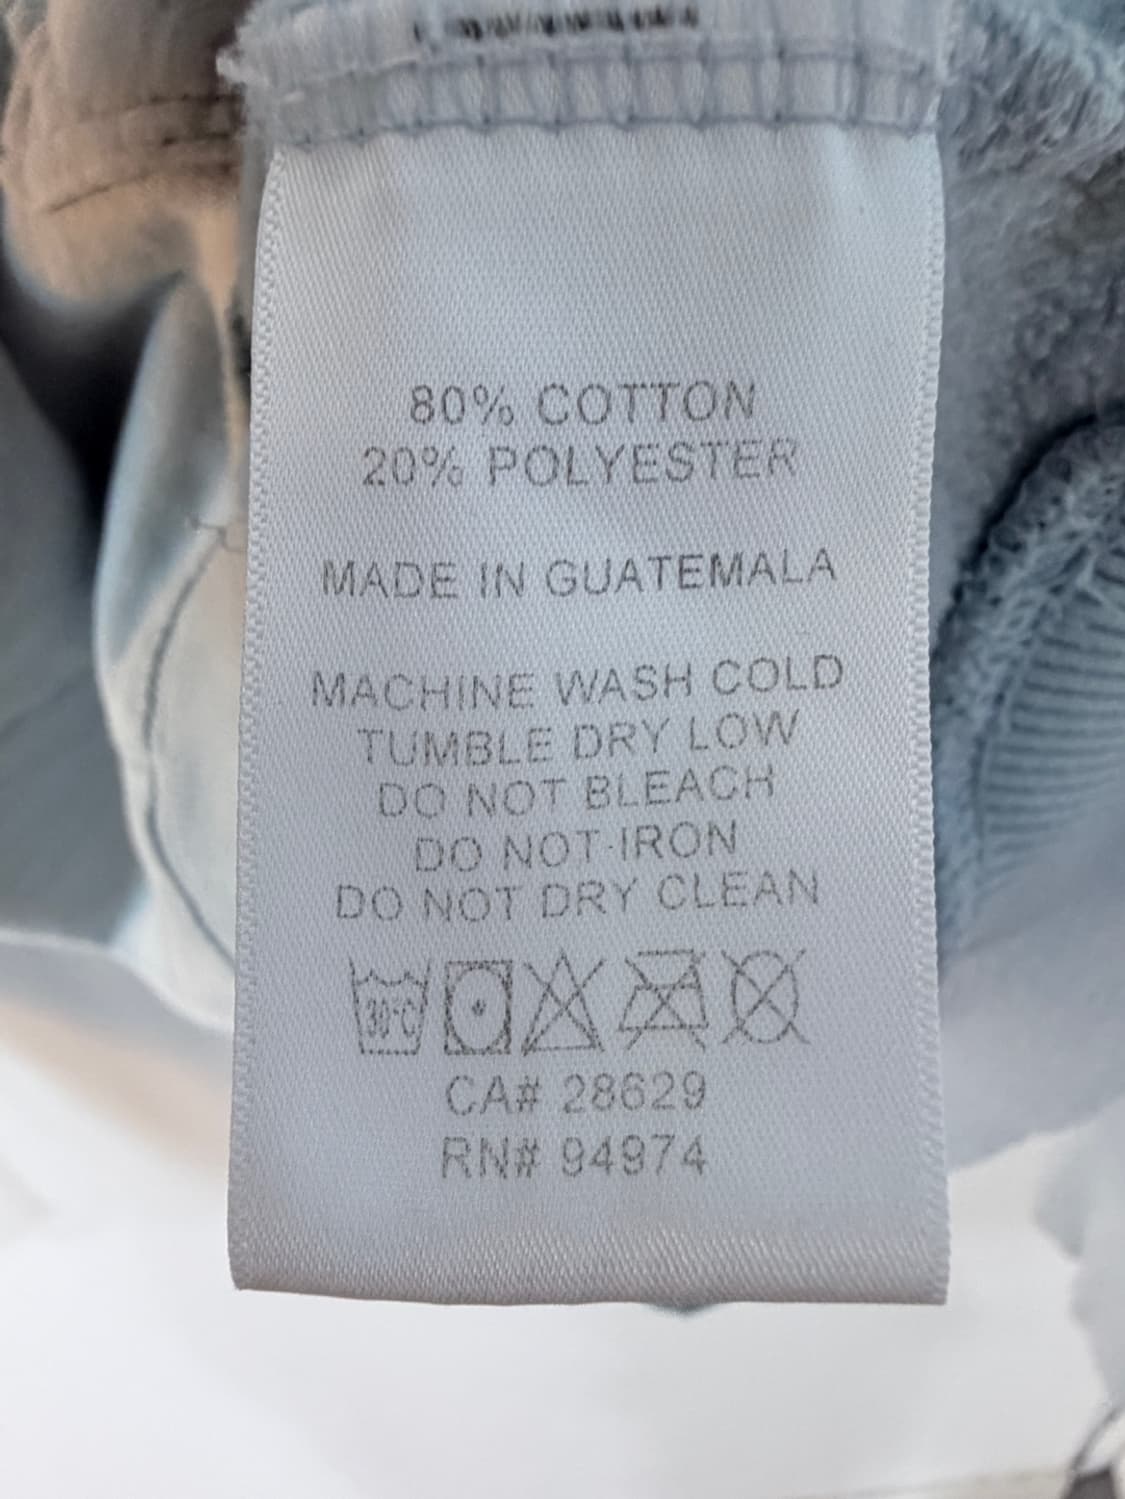 80% COTTON
20% POLYESTER
MADE IN GUATEMALA
MACHINE WASH COLD
TUMBLE DRY LOW
DO NOT BLEACH
DO NOT IRON
DO NOT DRY CLEAN
30°C
CA# 28629
RN# 94974